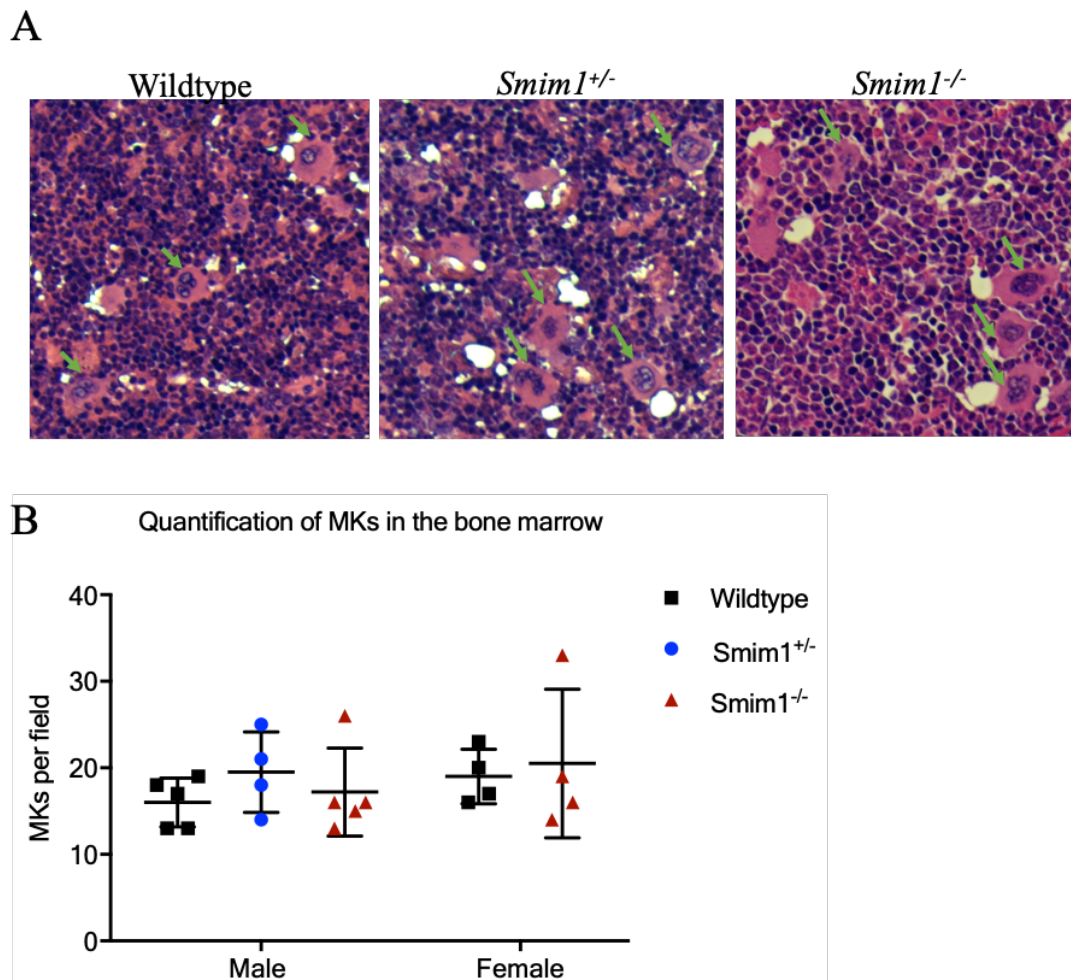 A
Wildtype
Smim1+/-
Smim1-/-
B
Quantification of MKs in the bone marrow
MKs per field
40
30
20
10
0
Male
Female
Wildtype
Smim1+/-
Smim1-/-